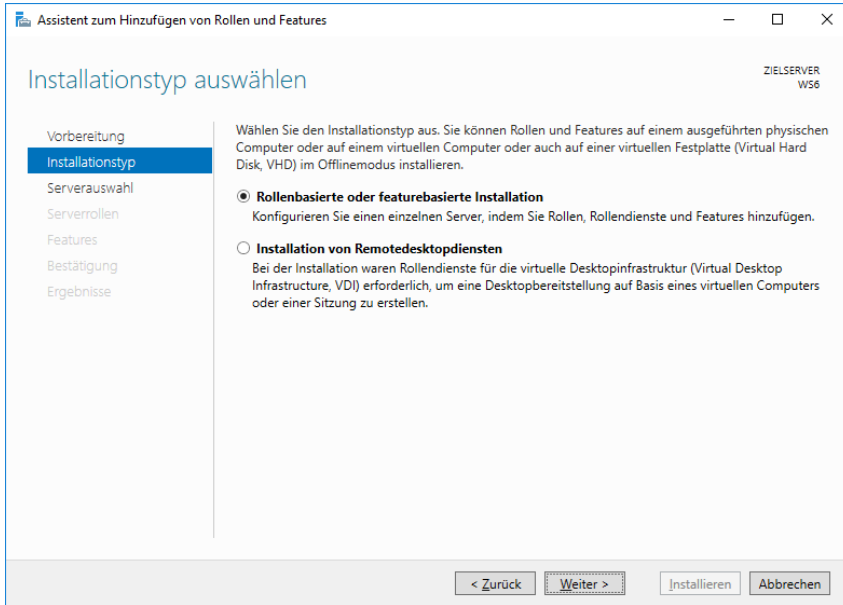 Assistent zum Hinzufügen von Rollen und Features
Installationstyp auswählen
ZIELSERVER
WS6
Vorbereitung
Installationstyp
Serverauswahl
Serverrollen
Features
Bestätigung
Ergebnisse
Wählen Sie den Installationstyp aus. Sie können Rollen und Features auf einem ausgeführten physischen
Computer oder auf einem virtuellen Computer oder auch auf einer virtuellen Festplatte (Virtual Hard
Disk, VHD) im Offlinemodus installieren.
Rollenbasierte oder featurebasierte Installation
Konfigurieren Sie einen einzelnen Server, indem Sie Rollen, Rollendienste und Features hinzufügen.
Installation von Remotedesktopdiensten
Bei der Installation waren Rollendienste für die virtuelle Desktopinfrastruktur (Virtual Desktop
Infrastructure, VDI) erforderlich, um eine Desktopbereitstellung auf Basis eines virtuellen Computers
oder einer Sitzung zu erstellen.
< Zurück
Weiter >
Installieren
Abbrechen